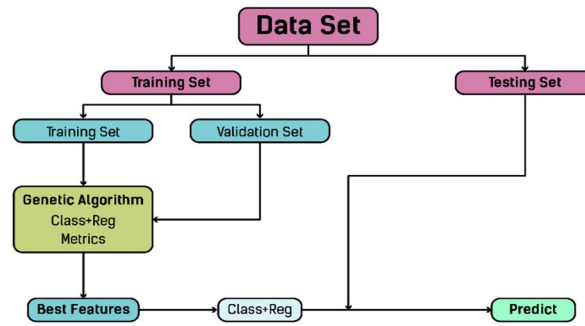 Data Set
Training Set
Testing Set
Training Set
Validation Set
Genetic Algorithm
Class+Reg
Metrics
Best Features
Class+Reg
Predict